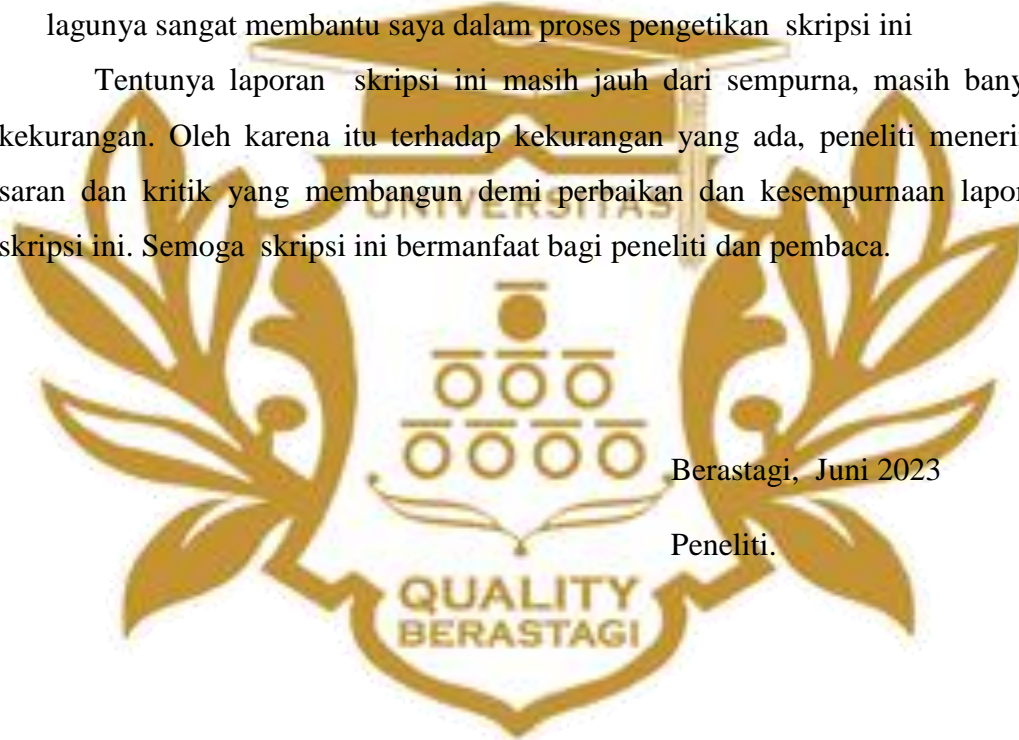 lagunya sangat membantu saya dalam proses pengetikan skripsi ini
Tentunya laporan skripsi ini masih jauh dari sempurna, masih bany
kekurangan. Oleh karena itu terhadap kekurangan yang ada, peneliti menerim
saran dan kritik yang membangun demi perbaikan dan kesempurnaan lapor
skripsi ini. Semoga skripsi ini bermanfaat bagi peneliti dan pembaca.
UNIVERSITAS
Berastagi, Juni 2023
Peneliti.
QUALITY
BERASTAGI